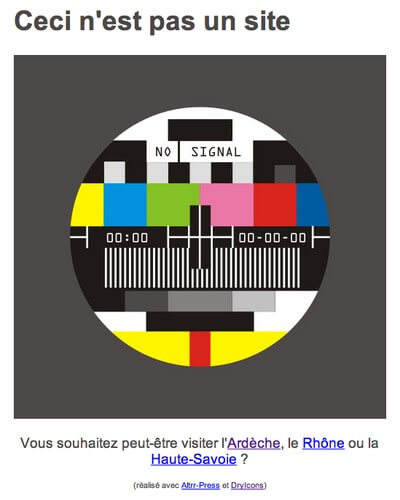 Ceci n'est pas un site
NO SIGNAL
00:00 00-00-00
Vous souhaitez peut-être visiter l'Ardèche, le Rhône ou la
Haute-Savoie ?
(réalisé avec Altrr-Press et DryIcons)